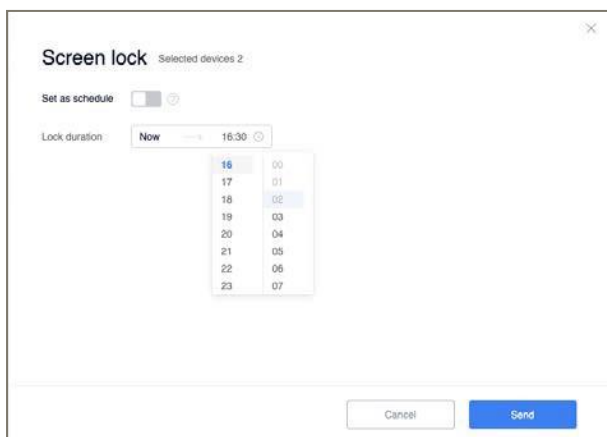 Screen lock Selected devices 2
Set as schedule
Lock duration Now 16:30
16 00
17 01
18 02
19 03
20 04
21 05
22 06
23 07
Cancel Send